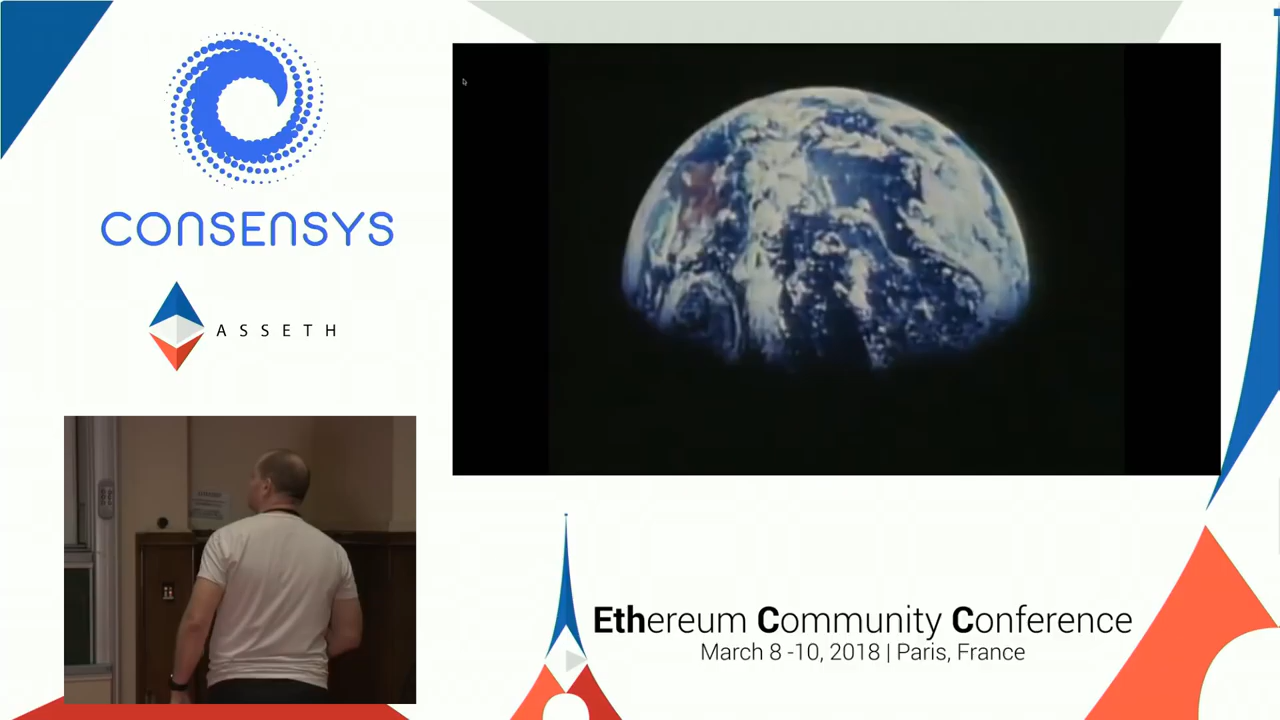 CONSENSYS
ASSETH
Ethereum Community Conference
March 8 -10, 2018 | Paris, France